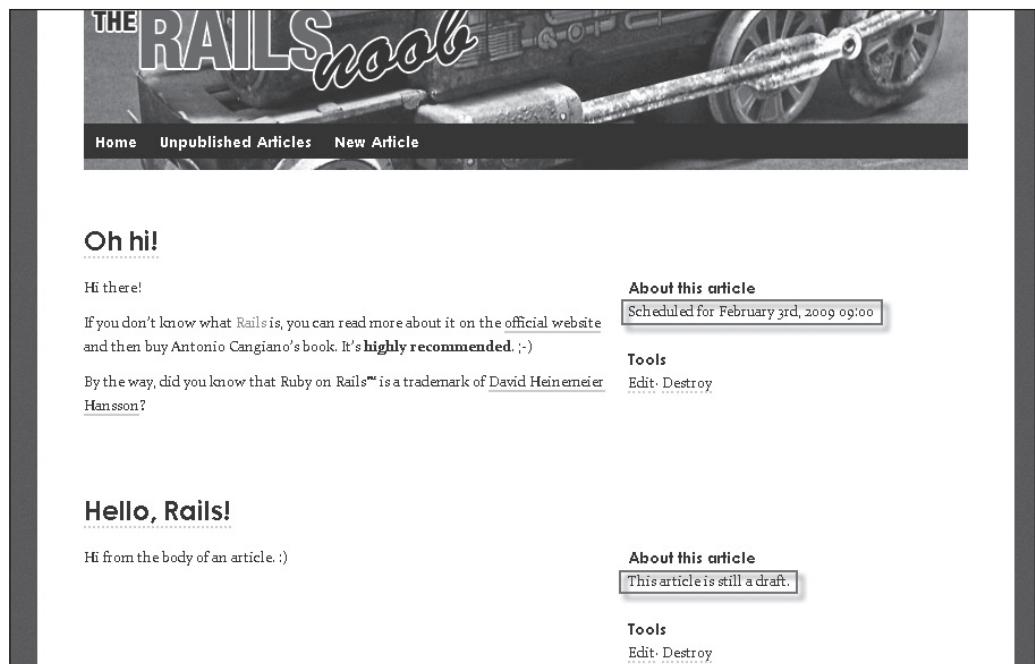 THE RAILS noob
Home Unpublished Articles New Article
Oh hi!
Hi there!
If you don't know what Rails is, you can read more about it on the official website
and then buy Antonio Cangiano's book. It's highly recommended. ;-)
By the way, did you know that Ruby on Rails™ is a trademark of David Heinemeier
Hansson?
About this article
Scheduled for February 3rd, 2009 09:00
Tools
Edit· Destroy
Hello, Rails!
Hi from the body of an article. :)
About this article
This article is still a draft.
Tools
Edit· Destroy